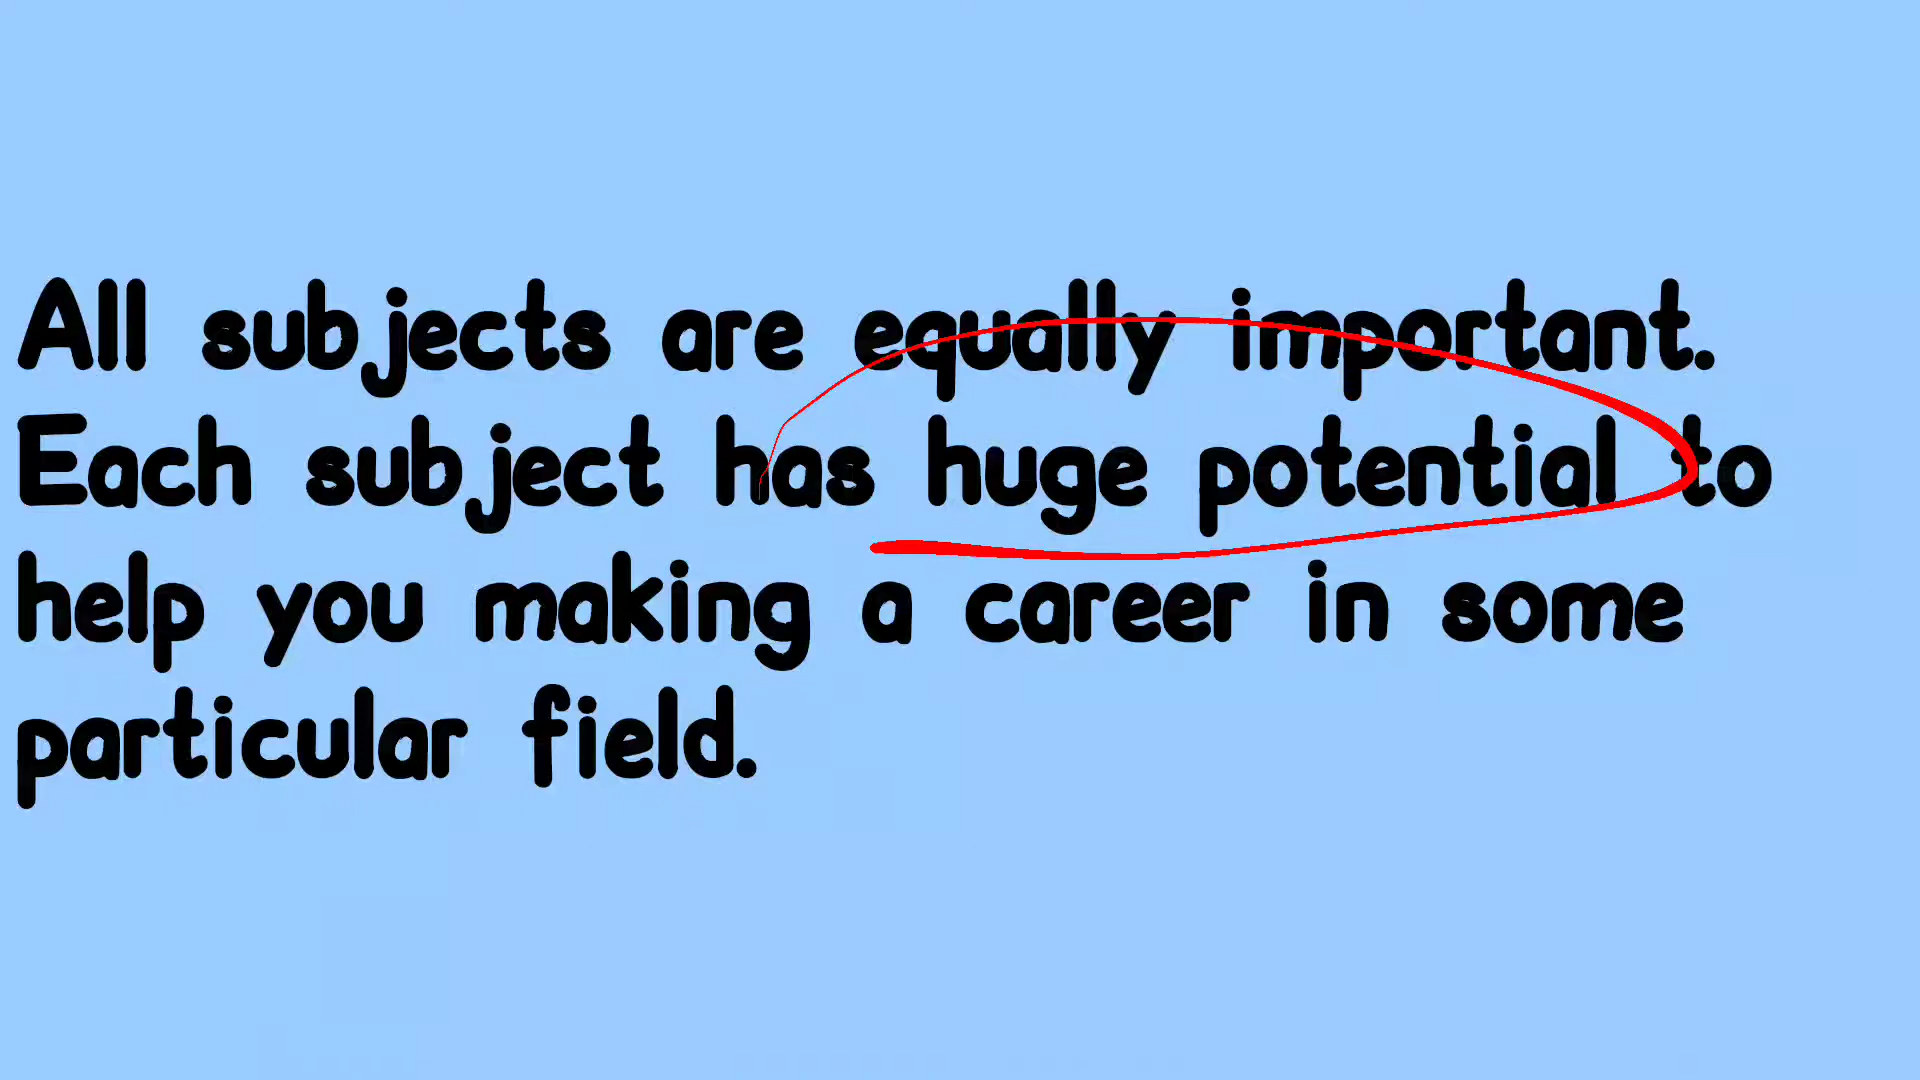 All subjects are equally important.
Each subject has huge potential to
help you making a career in some
particular field.